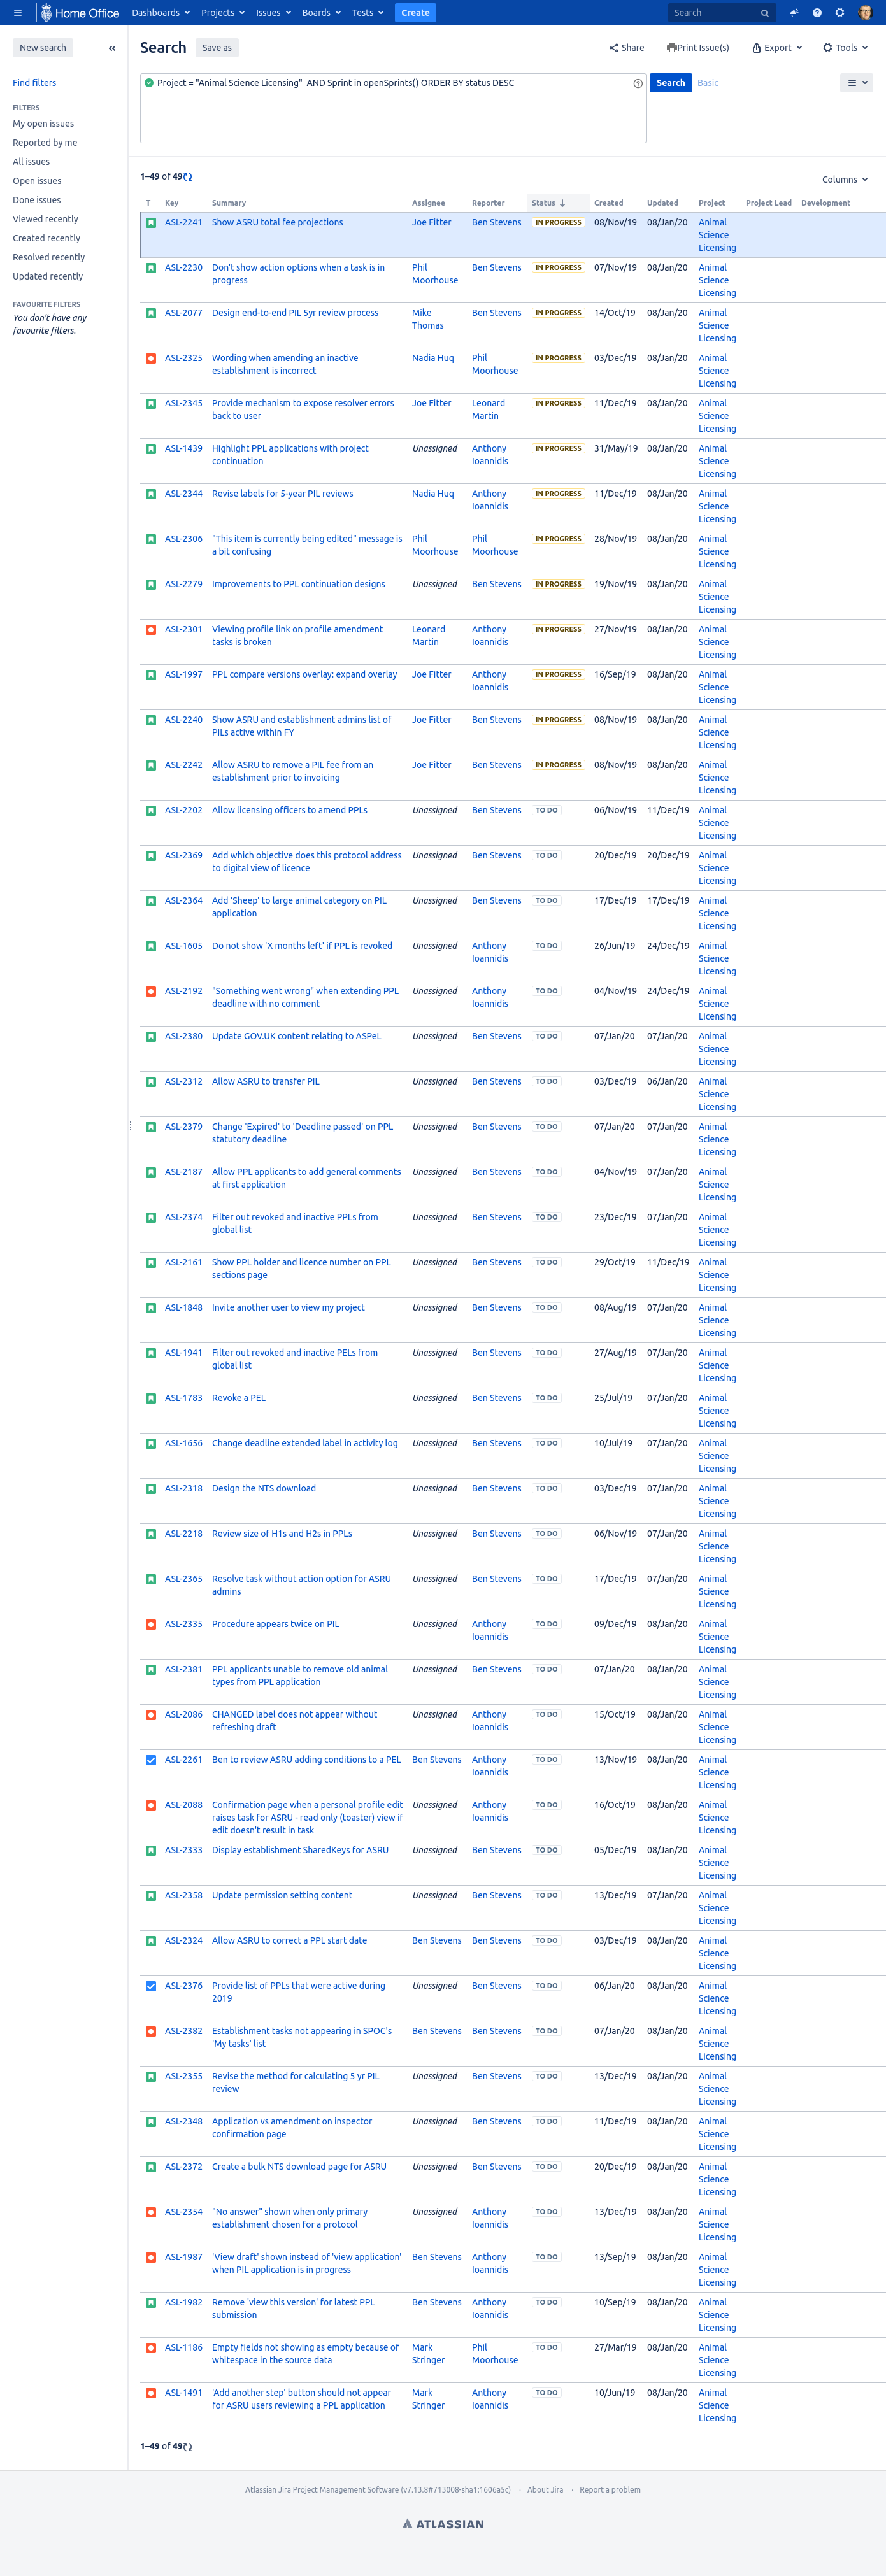 Home Office Dashboards Projects Issues Boards Tests Create Search
New search
Find filters
FILTERS
My open issues
Reported by me
All issues
Open issues
Done issues
Viewed recently
Created recently
Resolved recently
Updated recently
FAVOURITE FILTERS
You don't have any
favourite filters.
Search Save as Share Print Issue(s) Export Tools
Project = "Animal Science Licensing" AND Sprint in openSprints() ORDER BY status DESC
Search Basic
1–49 of 49
Columns
T Key Summary Assignee Reporter Status Created Updated Project Project Lead Development
ASL-2241 Show ASRU total fee projections Joe Fitter Ben Stevens IN PROGRESS 08/Nov/19 08/Jan/20 Animal
Science
Licensing
ASL-2230 Don't show action options when a task is in Phil Ben Stevens IN PROGRESS 07/Nov/19 08/Jan/20 Animal
progress Moorhouse Science
Licensing
ASL-2077 Design end-to-end PIL 5yr review process Mike Ben Stevens IN PROGRESS 14/Oct/19 08/Jan/20 Animal
Thomas Science
Licensing
ASL-2325 Wording when amending an inactive Nadia Huq Phil IN PROGRESS 03/Dec/19 08/Jan/20 Animal
establishment is incorrect Moorhouse Science
Licensing
ASL-2345 Provide mechanism to expose resolver errors Joe Fitter Leonard IN PROGRESS 11/Dec/19 08/Jan/20 Animal
back to user Martin Science
Licensing
ASL-1439 Highlight PPL applications with project Unassigned Anthony IN PROGRESS 31/May/19 08/Jan/20 Animal
continuation Ioannidis Science
Licensing
ASL-2344 Revise labels for 5-year PIL reviews Nadia Huq Anthony IN PROGRESS 11/Dec/19 08/Jan/20 Animal
Ioannidis Science
Licensing
ASL-2306 "This item is currently being edited" message is Phil Phil IN PROGRESS 28/Nov/19 08/Jan/20 Animal
a bit confusing Moorhouse Moorhouse Science
Licensing
ASL-2279 Improvements to PPL continuation designs Unassigned Ben Stevens IN PROGRESS 19/Nov/19 08/Jan/20 Animal
Science
Licensing
ASL-2301 Viewing profile link on profile amendment Leonard Anthony IN PROGRESS 27/Nov/19 08/Jan/20 Animal
tasks is broken Martin Ioannidis Science
Licensing
ASL-1997 PPL compare versions overlay: expand overlay Joe Fitter Anthony IN PROGRESS 16/Sep/19 08/Jan/20 Animal
Ioannidis Science
Licensing
ASL-2240 Show ASRU and establishment admins list of Joe Fitter Ben Stevens IN PROGRESS 08/Nov/19 08/Jan/20 Animal
PILs active within FY Science
Licensing
ASL-2242 Allow ASRU to remove a PIL fee from an Joe Fitter Ben Stevens IN PROGRESS 08/Nov/19 08/Jan/20 Animal
establishment prior to invoicing Science
Licensing
ASL-2202 Allow licensing officers to amend PPLs Unassigned Ben Stevens TO DO 06/Nov/19 11/Dec/19 Animal
Science
Licensing
ASL-2369 Add which objective does this protocol address Unassigned Ben Stevens TO DO 20/Dec/19 20/Dec/19 Animal
to digital view of licence Science
Licensing
ASL-2364 Add 'Sheep' to large animal category on PIL Unassigned Ben Stevens TO DO 17/Dec/19 17/Dec/19 Animal
application Science
Licensing
ASL-1605 Do not show 'X months left' if PPL is revoked Unassigned Anthony TO DO 26/Jun/19 24/Dec/19 Animal
Ioannidis Science
Licensing
ASL-2192 "Something went wrong" when extending PPL Unassigned Anthony TO DO 04/Nov/19 24/Dec/19 Animal
deadline with no comment Ioannidis Science
Licensing
ASL-2380 Update GOV.UK content relating to ASPeL Unassigned Ben Stevens TO DO 07/Jan/20 07/Jan/20 Animal
Science
Licensing
ASL-2312 Allow ASRU to transfer PIL Unassigned Ben Stevens TO DO 03/Dec/19 06/Jan/20 Animal
Science
Licensing
ASL-2379 Change 'Expired' to 'Deadline passed' on PPL Unassigned Ben Stevens TO DO 07/Jan/20 07/Jan/20 Animal
statutory deadline Science
Licensing
ASL-2187 Allow PPL applicants to add general comments Unassigned Ben Stevens TO DO 04/Nov/19 07/Jan/20 Animal
at first application Science
Licensing
ASL-2374 Filter out revoked and inactive PPLs from Unassigned Ben Stevens TO DO 23/Dec/19 07/Jan/20 Animal
global list Science
Licensing
ASL-2161 Show PPL holder and licence number on PPL Unassigned Ben Stevens TO DO 29/Oct/19 11/Dec/19 Animal
sections page Science
Licensing
ASL-1848 Invite another user to view my project Unassigned Ben Stevens TO DO 08/Aug/19 07/Jan/20 Animal
Science
Licensing
ASL-1941 Filter out revoked and inactive PELs from Unassigned Ben Stevens TO DO 27/Aug/19 07/Jan/20 Animal
global list Science
Licensing
ASL-1783 Revoke a PEL Unassigned Ben Stevens TO DO 25/Jul/19 07/Jan/20 Animal
Science
Licensing
ASL-1656 Change deadline extended label in activity log Unassigned Ben Stevens TO DO 10/Jul/19 07/Jan/20 Animal
Science
Licensing
ASL-2318 Design the NTS download Unassigned Ben Stevens TO DO 03/Dec/19 07/Jan/20 Animal
Science
Licensing
ASL-2218 Review size of H1s and H2s in PPLs Unassigned Ben Stevens TO DO 06/Nov/19 07/Jan/20 Animal
Science
Licensing
ASL-2365 Resolve task without action option for ASRU Unassigned Ben Stevens TO DO 17/Dec/19 07/Jan/20 Animal
admins Science
Licensing
ASL-2335 Procedure appears twice on PIL Unassigned Anthony TO DO 09/Dec/19 08/Jan/20 Animal
Ioannidis Science
Licensing
ASL-2381 PPL applicants unable to remove old animal Unassigned Ben Stevens TO DO 07/Jan/20 08/Jan/20 Animal
types from PPL application Science
Licensing
ASL-2086 CHANGED label does not appear without Unassigned Anthony TO DO 15/Oct/19 08/Jan/20 Animal
refreshing draft Ioannidis Science
Licensing
ASL-2261 Ben to review ASRU adding conditions to a PEL Ben Stevens Anthony TO DO 13/Nov/19 08/Jan/20 Animal
Ioannidis Science
Licensing
ASL-2088 Confirmation page when a personal profile edit Unassigned Anthony TO DO 16/Oct/19 08/Jan/20 Animal
raises task for ASRU - read only (toaster) view if Ioannidis Science
edit doesn't result in task Licensing
ASL-2333 Display establishment SharedKeys for ASRU Unassigned Ben Stevens TO DO 05/Dec/19 08/Jan/20 Animal
Science
Licensing
ASL-2358 Update permission setting content Unassigned Ben Stevens TO DO 13/Dec/19 07/Jan/20 Animal
Science
Licensing
ASL-2324 Allow ASRU to correct a PPL start date Ben Stevens Ben Stevens TO DO 03/Dec/19 08/Jan/20 Animal
Science
Licensing
ASL-2376 Provide list of PPLs that were active during Unassigned Ben Stevens TO DO 06/Jan/20 08/Jan/20 Animal
2019 Science
Licensing
ASL-2382 Establishment tasks not appearing in SPOC's Ben Stevens Ben Stevens TO DO 07/Jan/20 08/Jan/20 Animal
'My tasks' list Science
Licensing
ASL-2355 Revise the method for calculating 5 yr PIL Unassigned Ben Stevens TO DO 13/Dec/19 08/Jan/20 Animal
review Science
Licensing
ASL-2348 Application vs amendment on inspector Unassigned Ben Stevens TO DO 11/Dec/19 08/Jan/20 Animal
confirmation page Science
Licensing
ASL-2372 Create a bulk NTS download page for ASRU Unassigned Ben Stevens TO DO 20/Dec/19 08/Jan/20 Animal
Science
Licensing
ASL-2354 "No answer" shown when only primary Unassigned Anthony TO DO 13/Dec/19 08/Jan/20 Animal
establishment chosen for a protocol Ioannidis Science
Licensing
ASL-1987 'View draft' shown instead of 'view application' Ben Stevens Anthony TO DO 13/Sep/19 08/Jan/20 Animal
when PIL application is in progress Ioannidis Science
Licensing
ASL-1982 Remove 'view this version' for latest PPL Ben Stevens Anthony TO DO 10/Sep/19 08/Jan/20 Animal
submission Ioannidis Science
Licensing
ASL-1186 Empty fields not showing as empty because of Mark Phil TO DO 27/Mar/19 08/Jan/20 Animal
whitespace in the source data Stringer Moorhouse Science
Licensing
ASL-1491 'Add another step' button should not appear Mark Anthony TO DO 10/Jun/19 08/Jan/20 Animal
for ASRU users reviewing a PPL application Stringer Ioannidis Science
Licensing
1–49 of 49
Atlassian Jira Project Management Software (v7.13.8#713008-sha1:1606a5c) · About Jira · Report a problem
ATLASSIAN